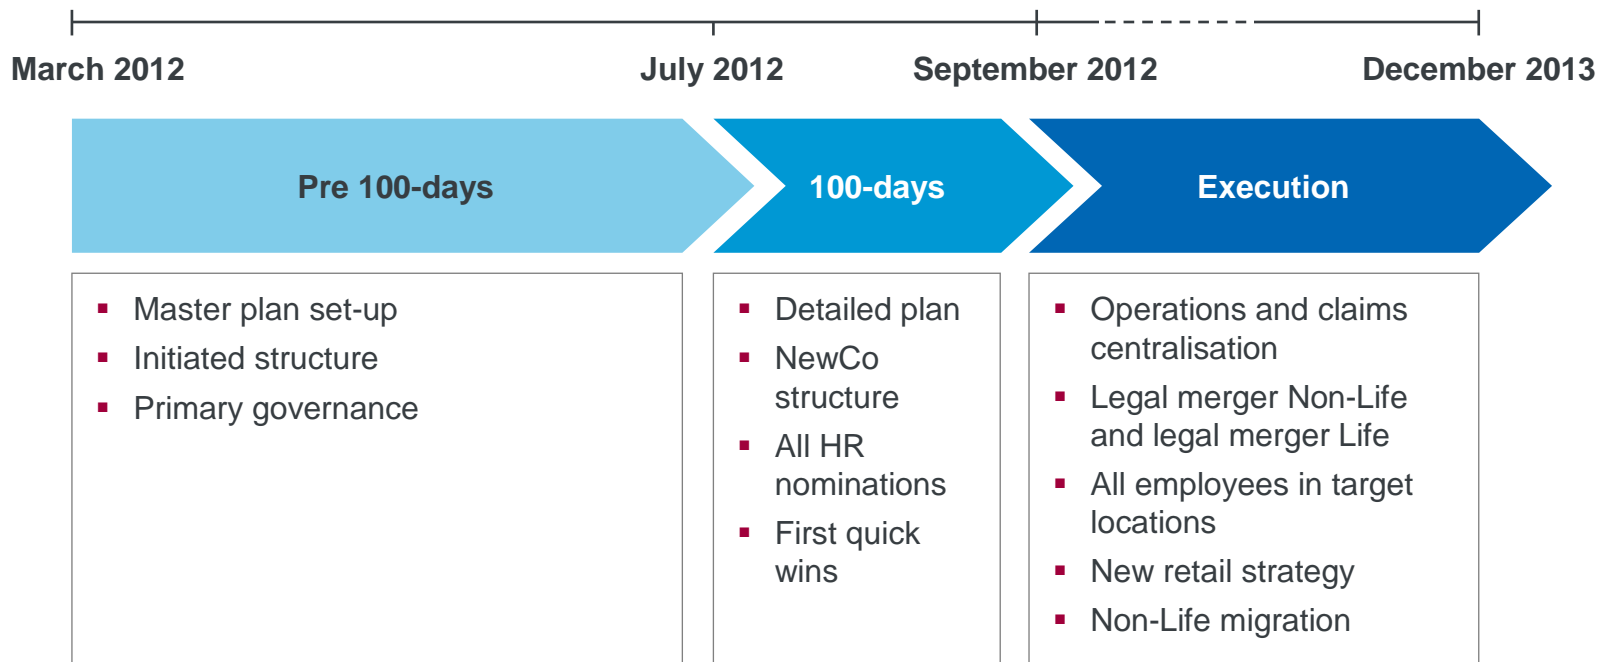 March 2012
July 2012
September 2012
December 2013
Pre 100-days
100-days
Execution
▪ Master plan set-up
▪ Initiated structure
▪ Primary governance
▪ Detailed plan
▪ NewCo
structure
▪ All HR
nominations
▪ First quick
wins
▪ Operations and claims
centralisation
▪ Legal merger Non-Life
and legal merger Life
▪ All employees in target
locations
▪ New retail strategy
▪ Non-Life migration